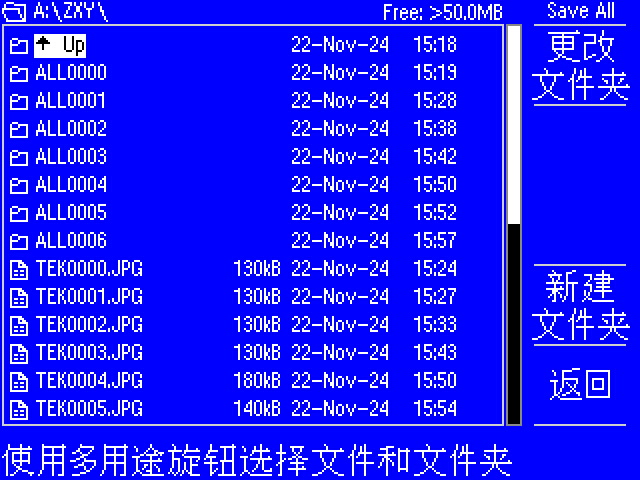 A:\ZXY\ Free: >50.0MB Save All
Up 22-Nov-24 15:18
ALL0000 22-Nov-24 15:19
ALL0001 22-Nov-24 15:28
ALL0002 22-Nov-24 15:38
ALL0003 22-Nov-24 15:42
ALL0004 22-Nov-24 15:50
ALL0005 22-Nov-24 15:52
ALL0006 22-Nov-24 15:57
TEK0000.JPG 130kB 22-Nov-24 15:24
TEK0001.JPG 130kB 22-Nov-24 15:27
TEK0002.JPG 130kB 22-Nov-24 15:33
TEK0003.JPG 130kB 22-Nov-24 15:43
TEK0004.JPG 180kB 22-Nov-24 15:50
TEK0005.JPG 140kB 22-Nov-24 15:54
更改
文件夹
新建
文件夹
返回
使用多用途旋钮选择文件和文件夹